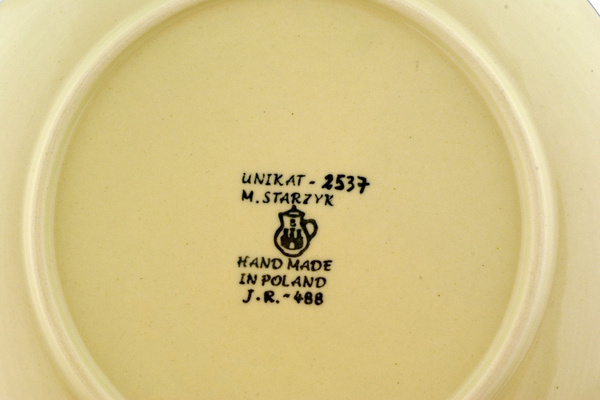 UNIKAT - 2537
M. STARZYK
B
HAND MADE
IN POLAND
J.R. - 488